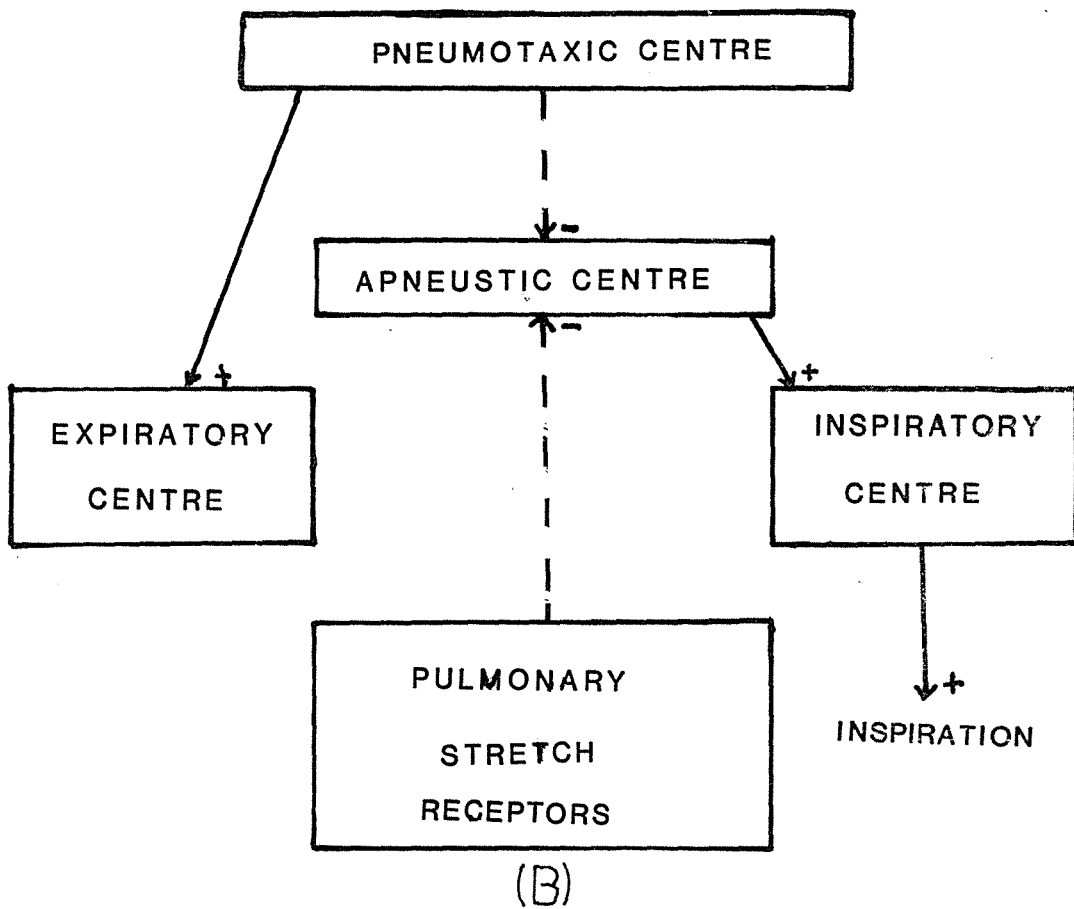 PNEUMOTAXIC CENTRE
-
APNEUSTIC CENTRE
-
+
+
EXPIRATORY
CENTRE
INSPIRATORY
CENTRE
PULMONARY
STRETCH
RECEPTORS
+
INSPIRATION
(B)